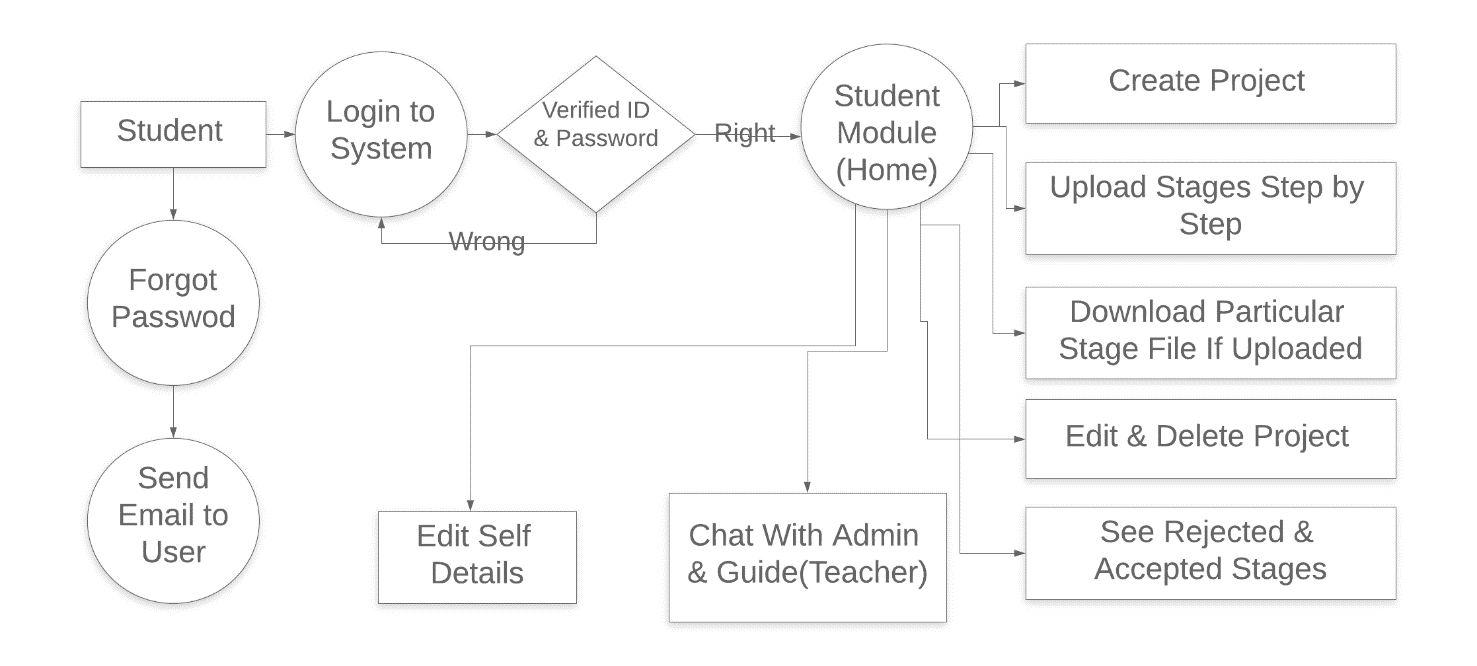 Student
Login to
System
Verified ID
& Password
Right
Wrong
Student
Module
(Home)
Create Project
Upload Stages Step by
Step
Download Particular
Stage File If Uploaded
Edit & Delete Project
See Rejected &
Accepted Stages
Forgot
Passwod
Send
Email to
User
Edit Self
Details
Chat With Admin
& Guide(Teacher)